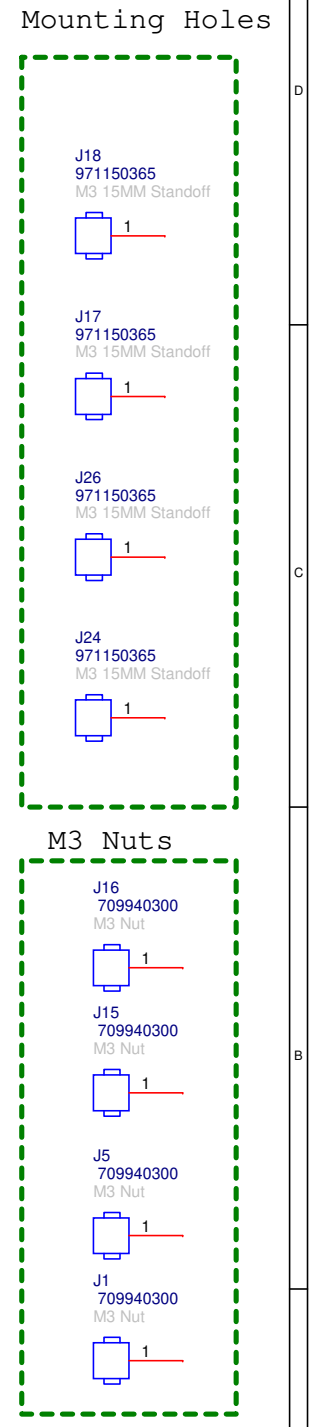 Mounting Holes
D
J18
971150365
M3 15MM Standoff
1
J17
971150365
M3 15MM Standoff
1
J26
971150365
M3 15MM Standoff
1
C
J24
971150365
M3 15MM Standoff
1
M3 Nuts
J16
709940300
M3 Nut
1
J15
709940300
M3 Nut
B
1
J5
709940300
M3 Nut
1
J1
709940300
M3 Nut
1